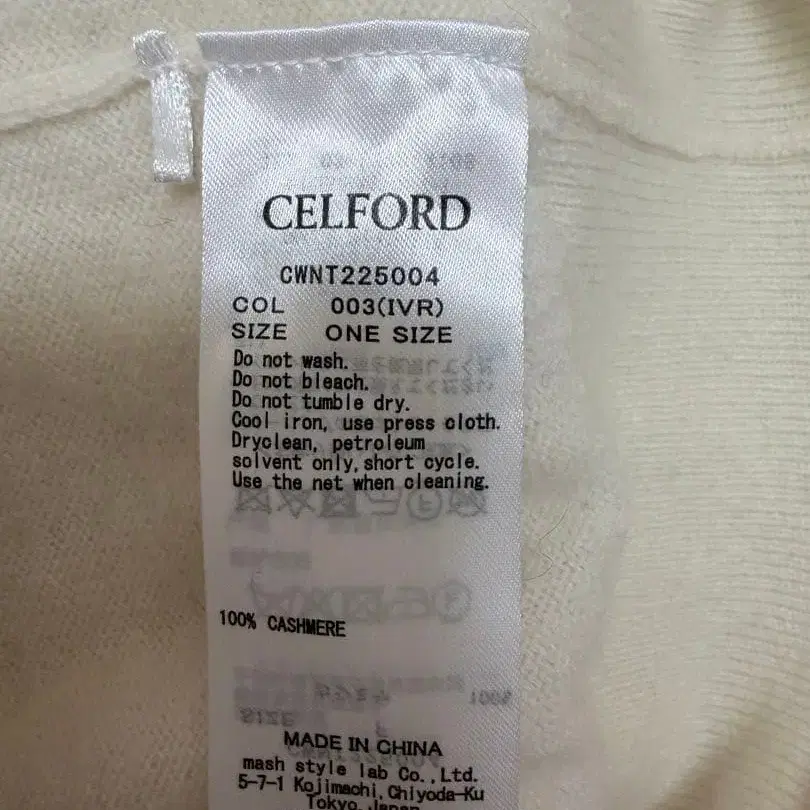 CELFORD
CWNT225004
COL 003(IVR)
SIZE ONE SIZE
Do not wash.
Do not bleach.
Do not tumble dry.
Cool iron, use press cloth.
Dryclean, petroleum
solvent only,short cycle.
Use the net when cleaning.
100% CASHMERE
MADE IN CHINA
mash style lab Co.,Ltd.
5-7-1 Kojimachi,Chiyoda-Ku
Tokyo,Japan